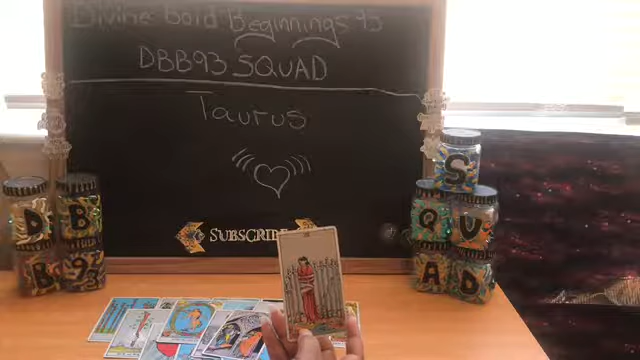 Divine bold Beginnings 93
DBB93 SQUAD
Taurus
SUBSCRIBE
D
B
B
93
S
Q
U
A
D